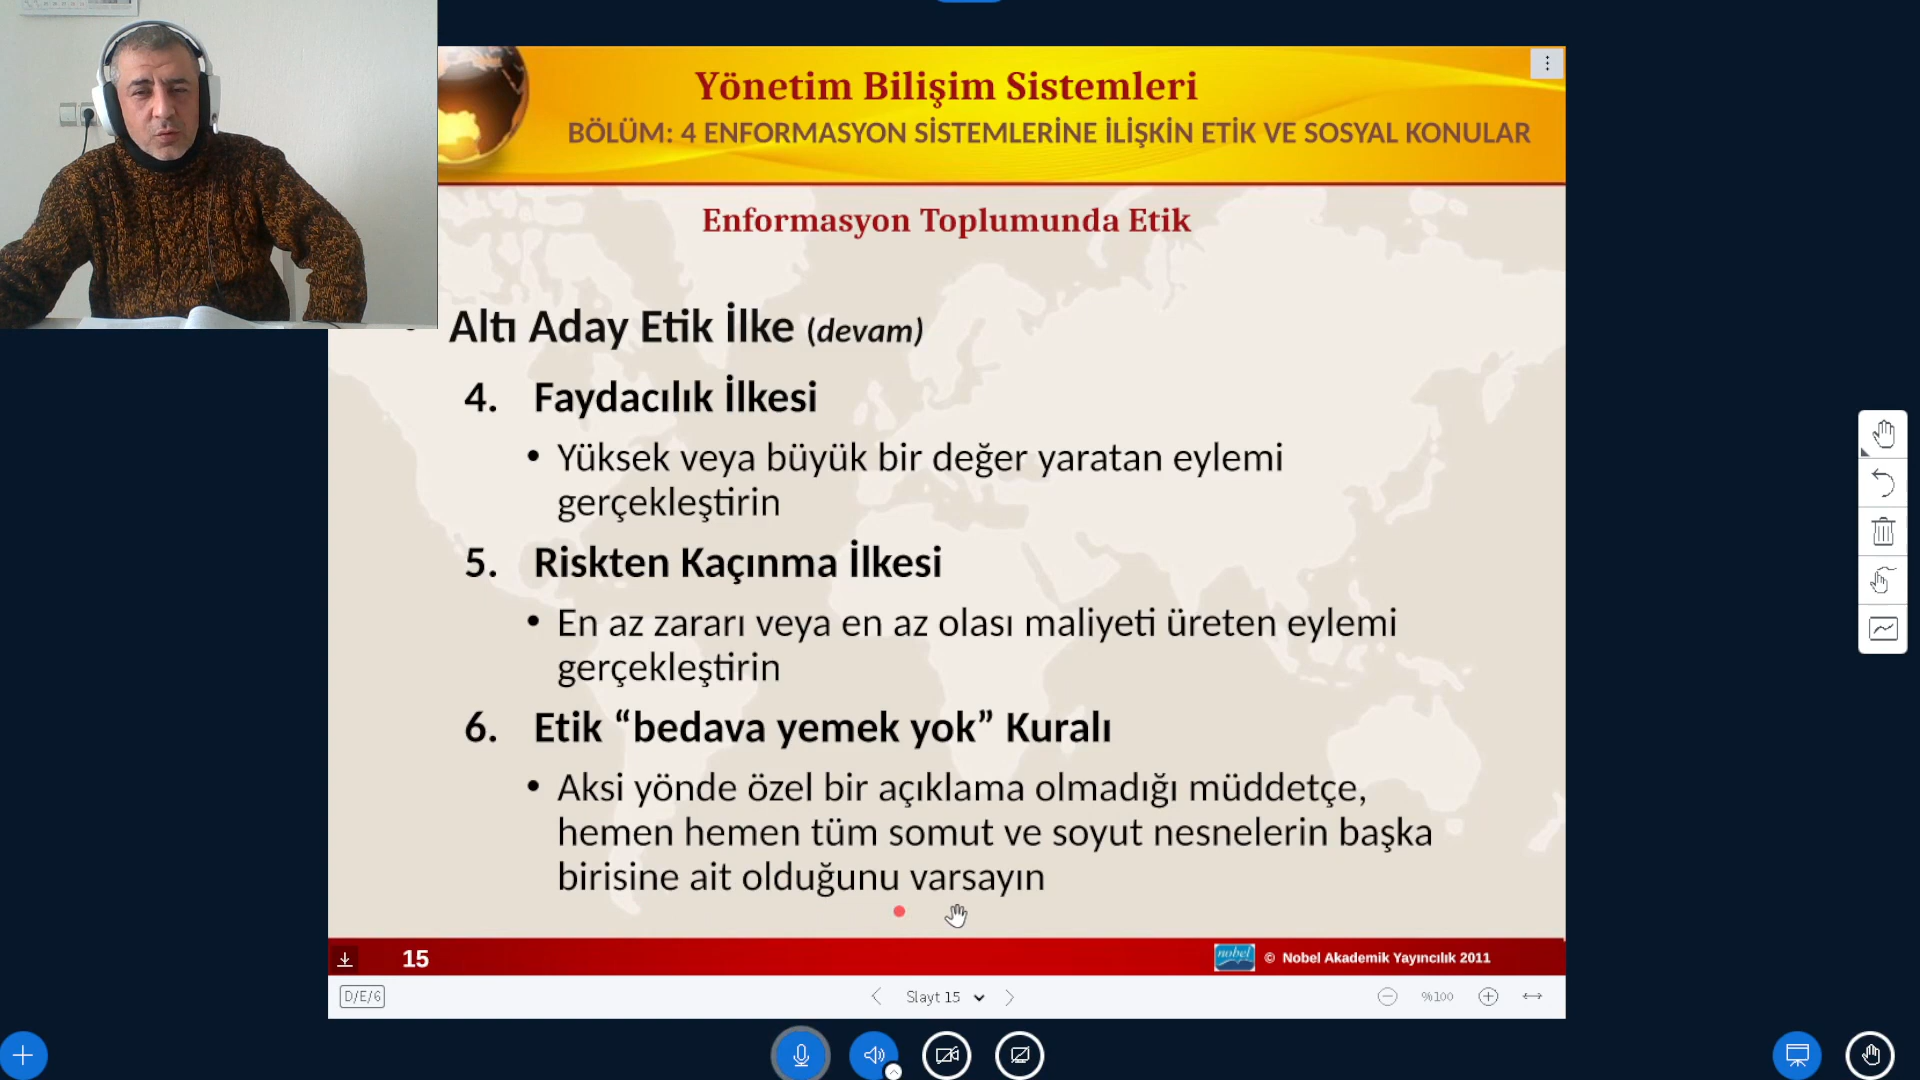 Yönetim Bilişim Sistemleri
BÖLÜM: 4 ENFORMASYON SİSTEMLERİNE İLİŞKİN ETİK VE SOSYAL KONULAR
Enformasyon Toplumunda Etik
Altı Aday Etik İlke (devam)
4. Faydacılık İlkesi
• Yüksek veya büyük bir değer yaratan eylemi
gerçekleştirin
5. Riskten Kaçınma İlkesi
• En az zararı veya en az olası maliyeti üreten eylemi
gerçekleştirin
6. Etik “bedava yemek yok” Kuralı
• Aksi yönde özel bir açıklama olmadığı müddetçe,
hemen hemen tüm somut ve soyut nesnelerin başka
birisine ait olduğunu varsayın
15
nobel
© Nobel Akademik Yayıncılık 2011
D/E/6
Slayt 15
%100